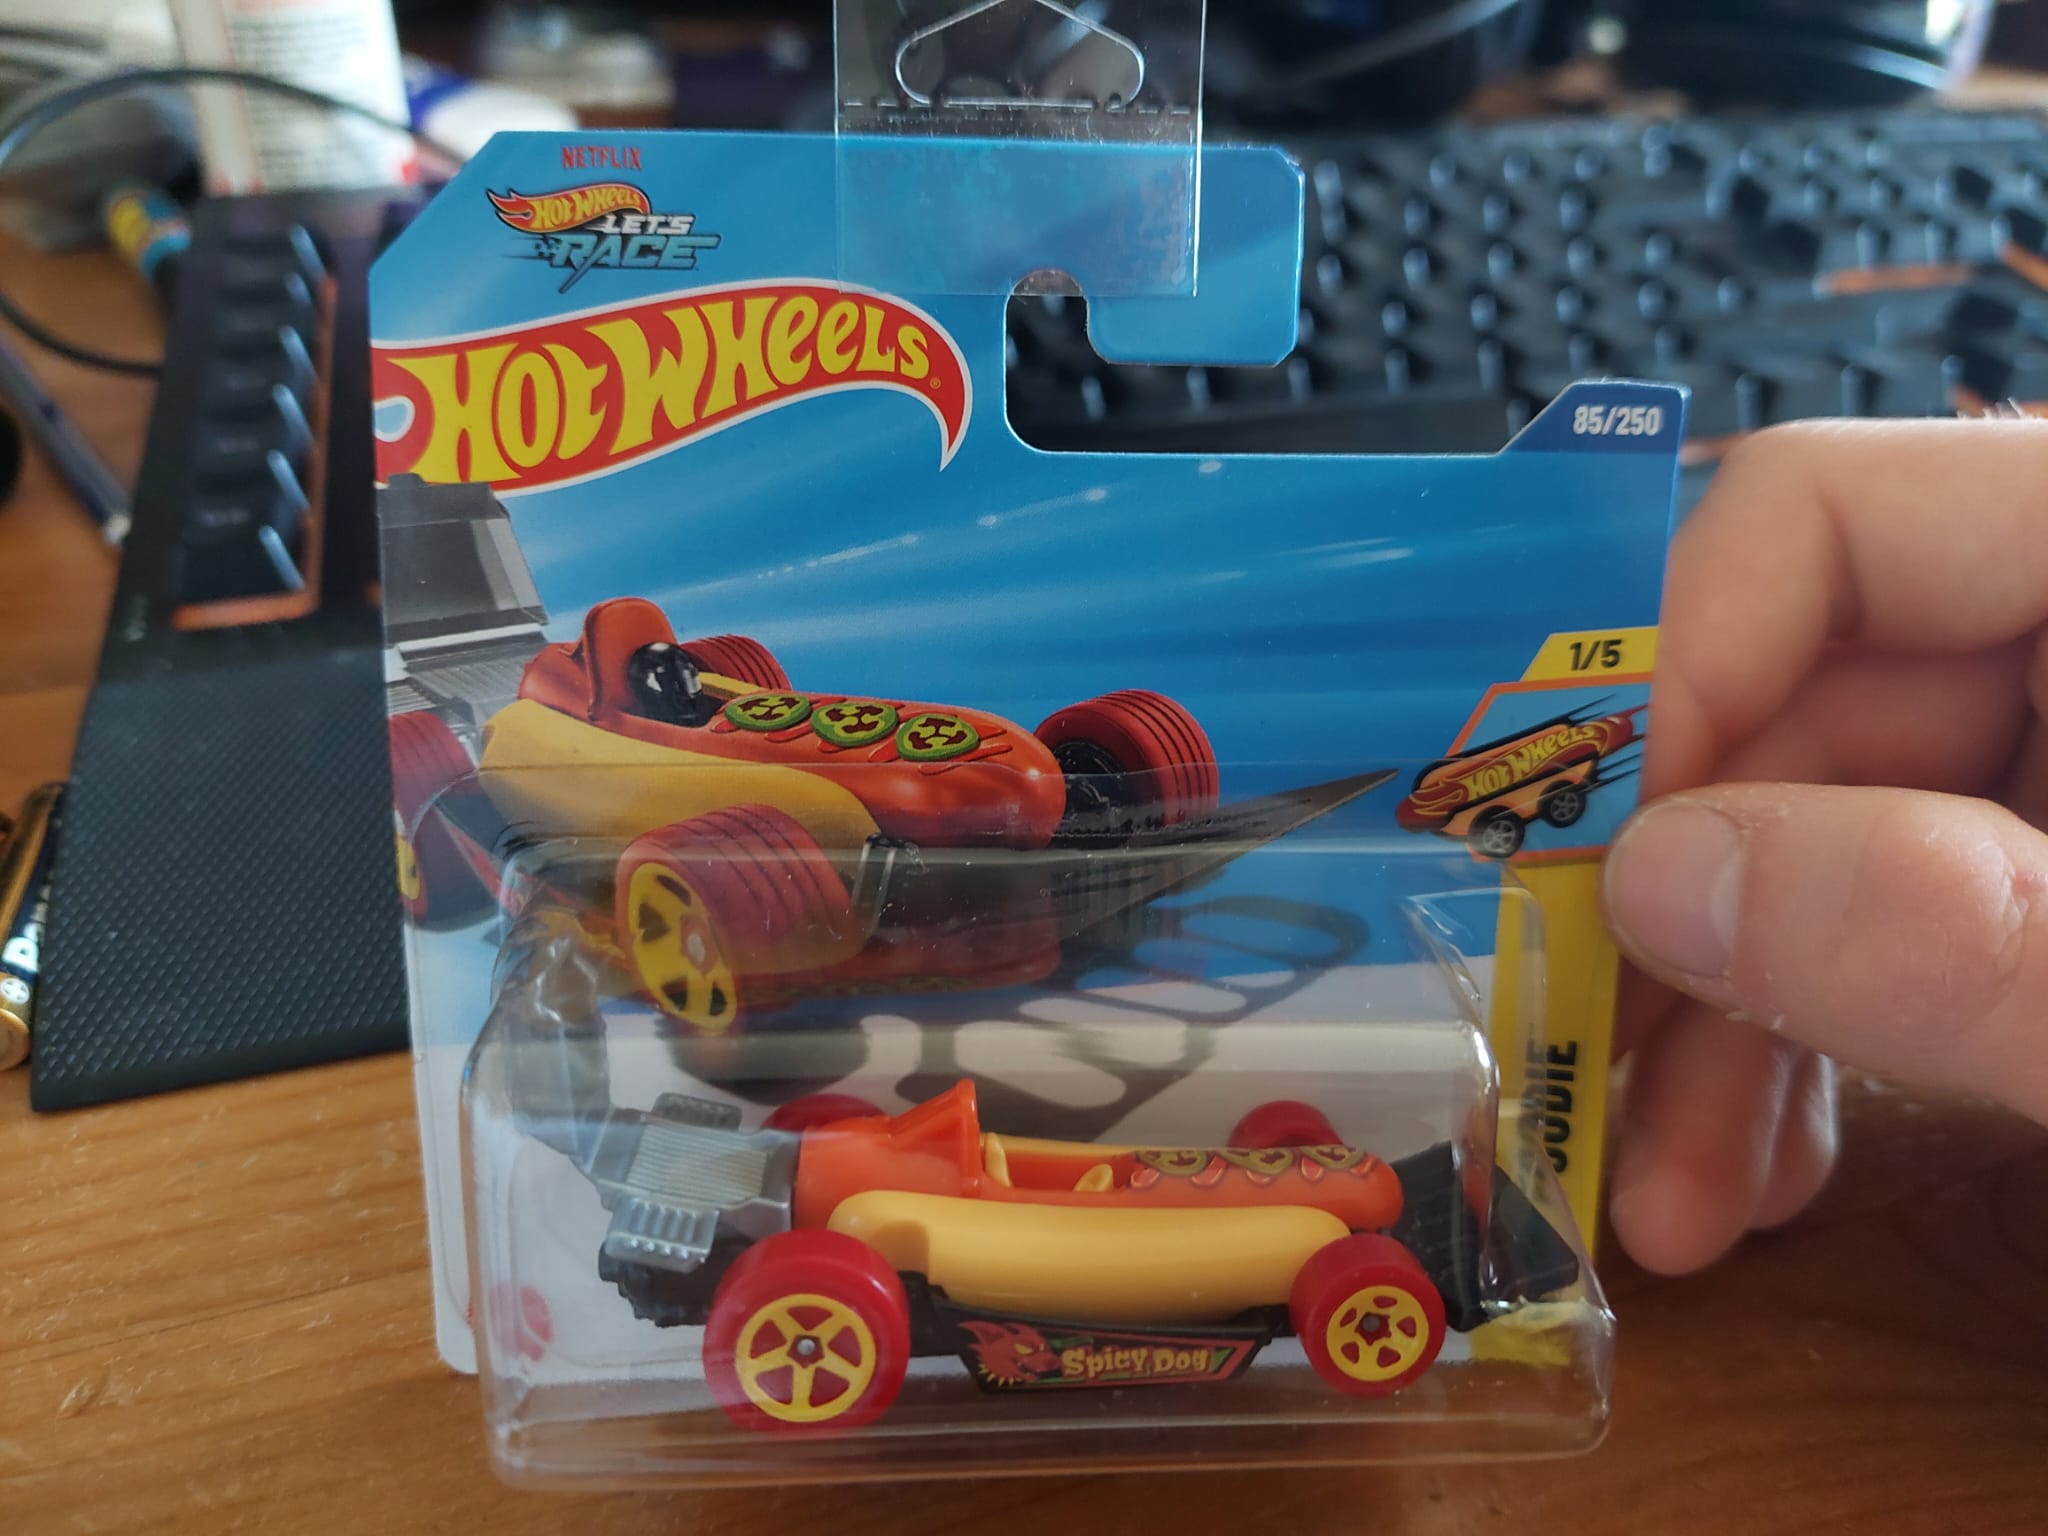 NETFLIX
HOT WHEELS
LET'S
RACE
HOT WHEELS®
85/250
1/5
HOT WHEELS
Spicy Dog